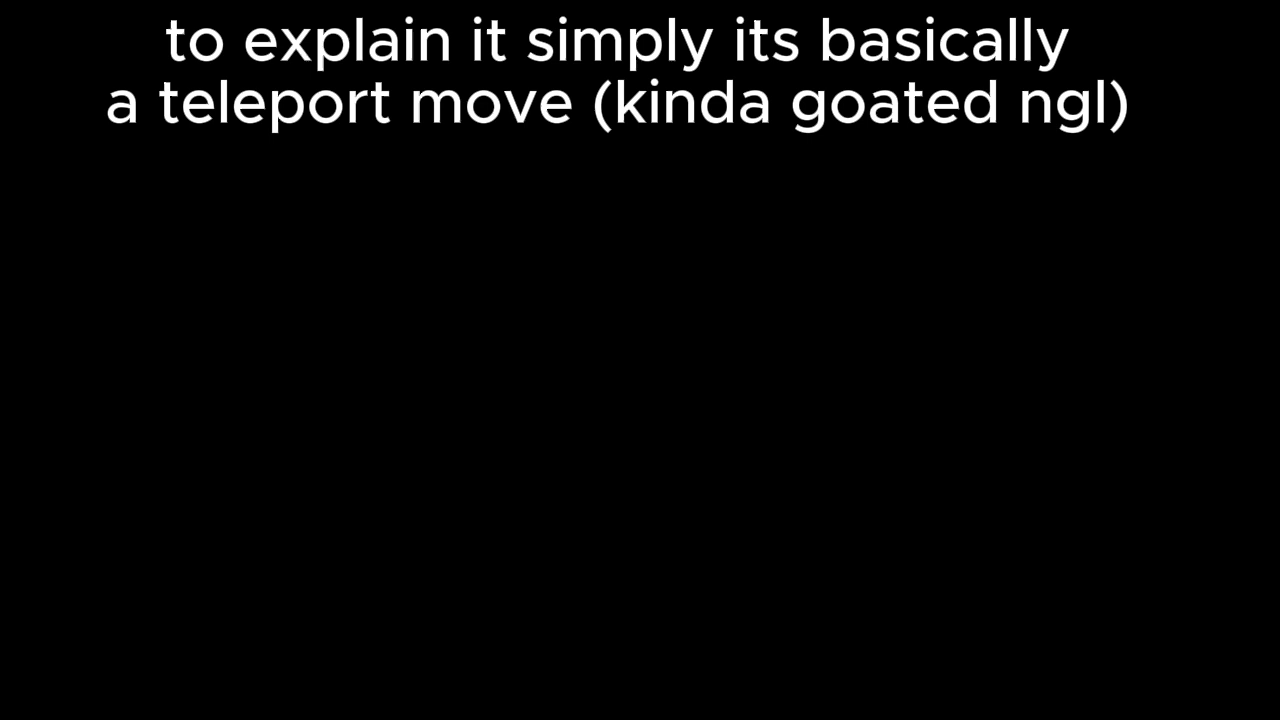 to explain it simply its basically
a teleport move (kinda goated ngl)